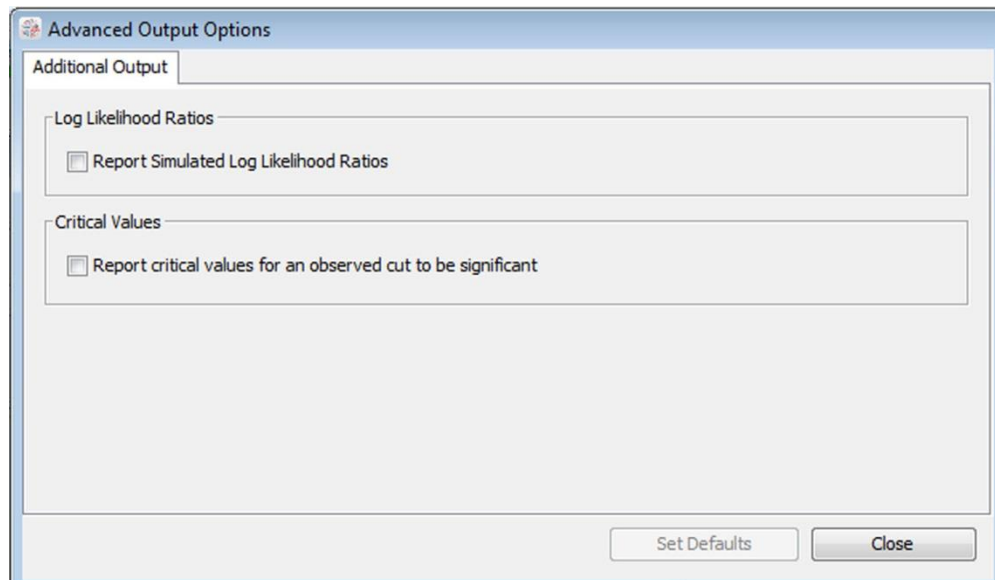 Advanced Output Options
Additional Output
Log Likelihood Ratios
Report Simulated Log Likelihood Ratios
Critical Values
Report critical values for an observed cut to be significant
Set Defaults
Close